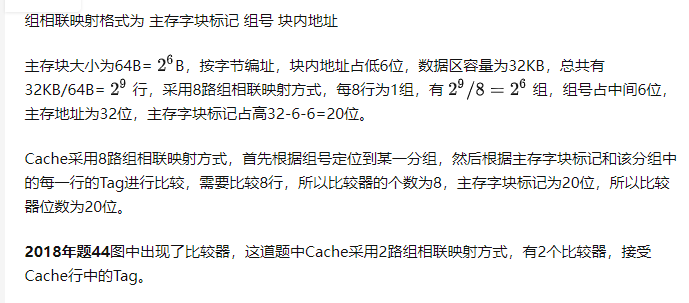 组相联映射格式为 主存字块标记 组号 块内地址
主存块大小为64B= 2^6B，按字节编址，块内地址占低6位，数据区容量为32KB，总共有
32KB/64B= 2^9 行，采用8路组相联映射方式，每8行为1组，有 2^9/8 = 2^6 组，组号占中间6位，
主存地址为32位，主存字块标记占高32-6-6=20位。
Cache采用8路组相联映射方式，首先根据组号定位到某一分组，然后根据主存字块标记和该分组中
的每一行的Tag进行比较，需要比较8行，所以比较器的个数为8，主存字块标记为20位，所以比较
器位数为20位。
2018年题44图中出现了比较器，这道题中Cache采用2路组相联映射方式，有2个比较器，接受
Cache行中的Tag。